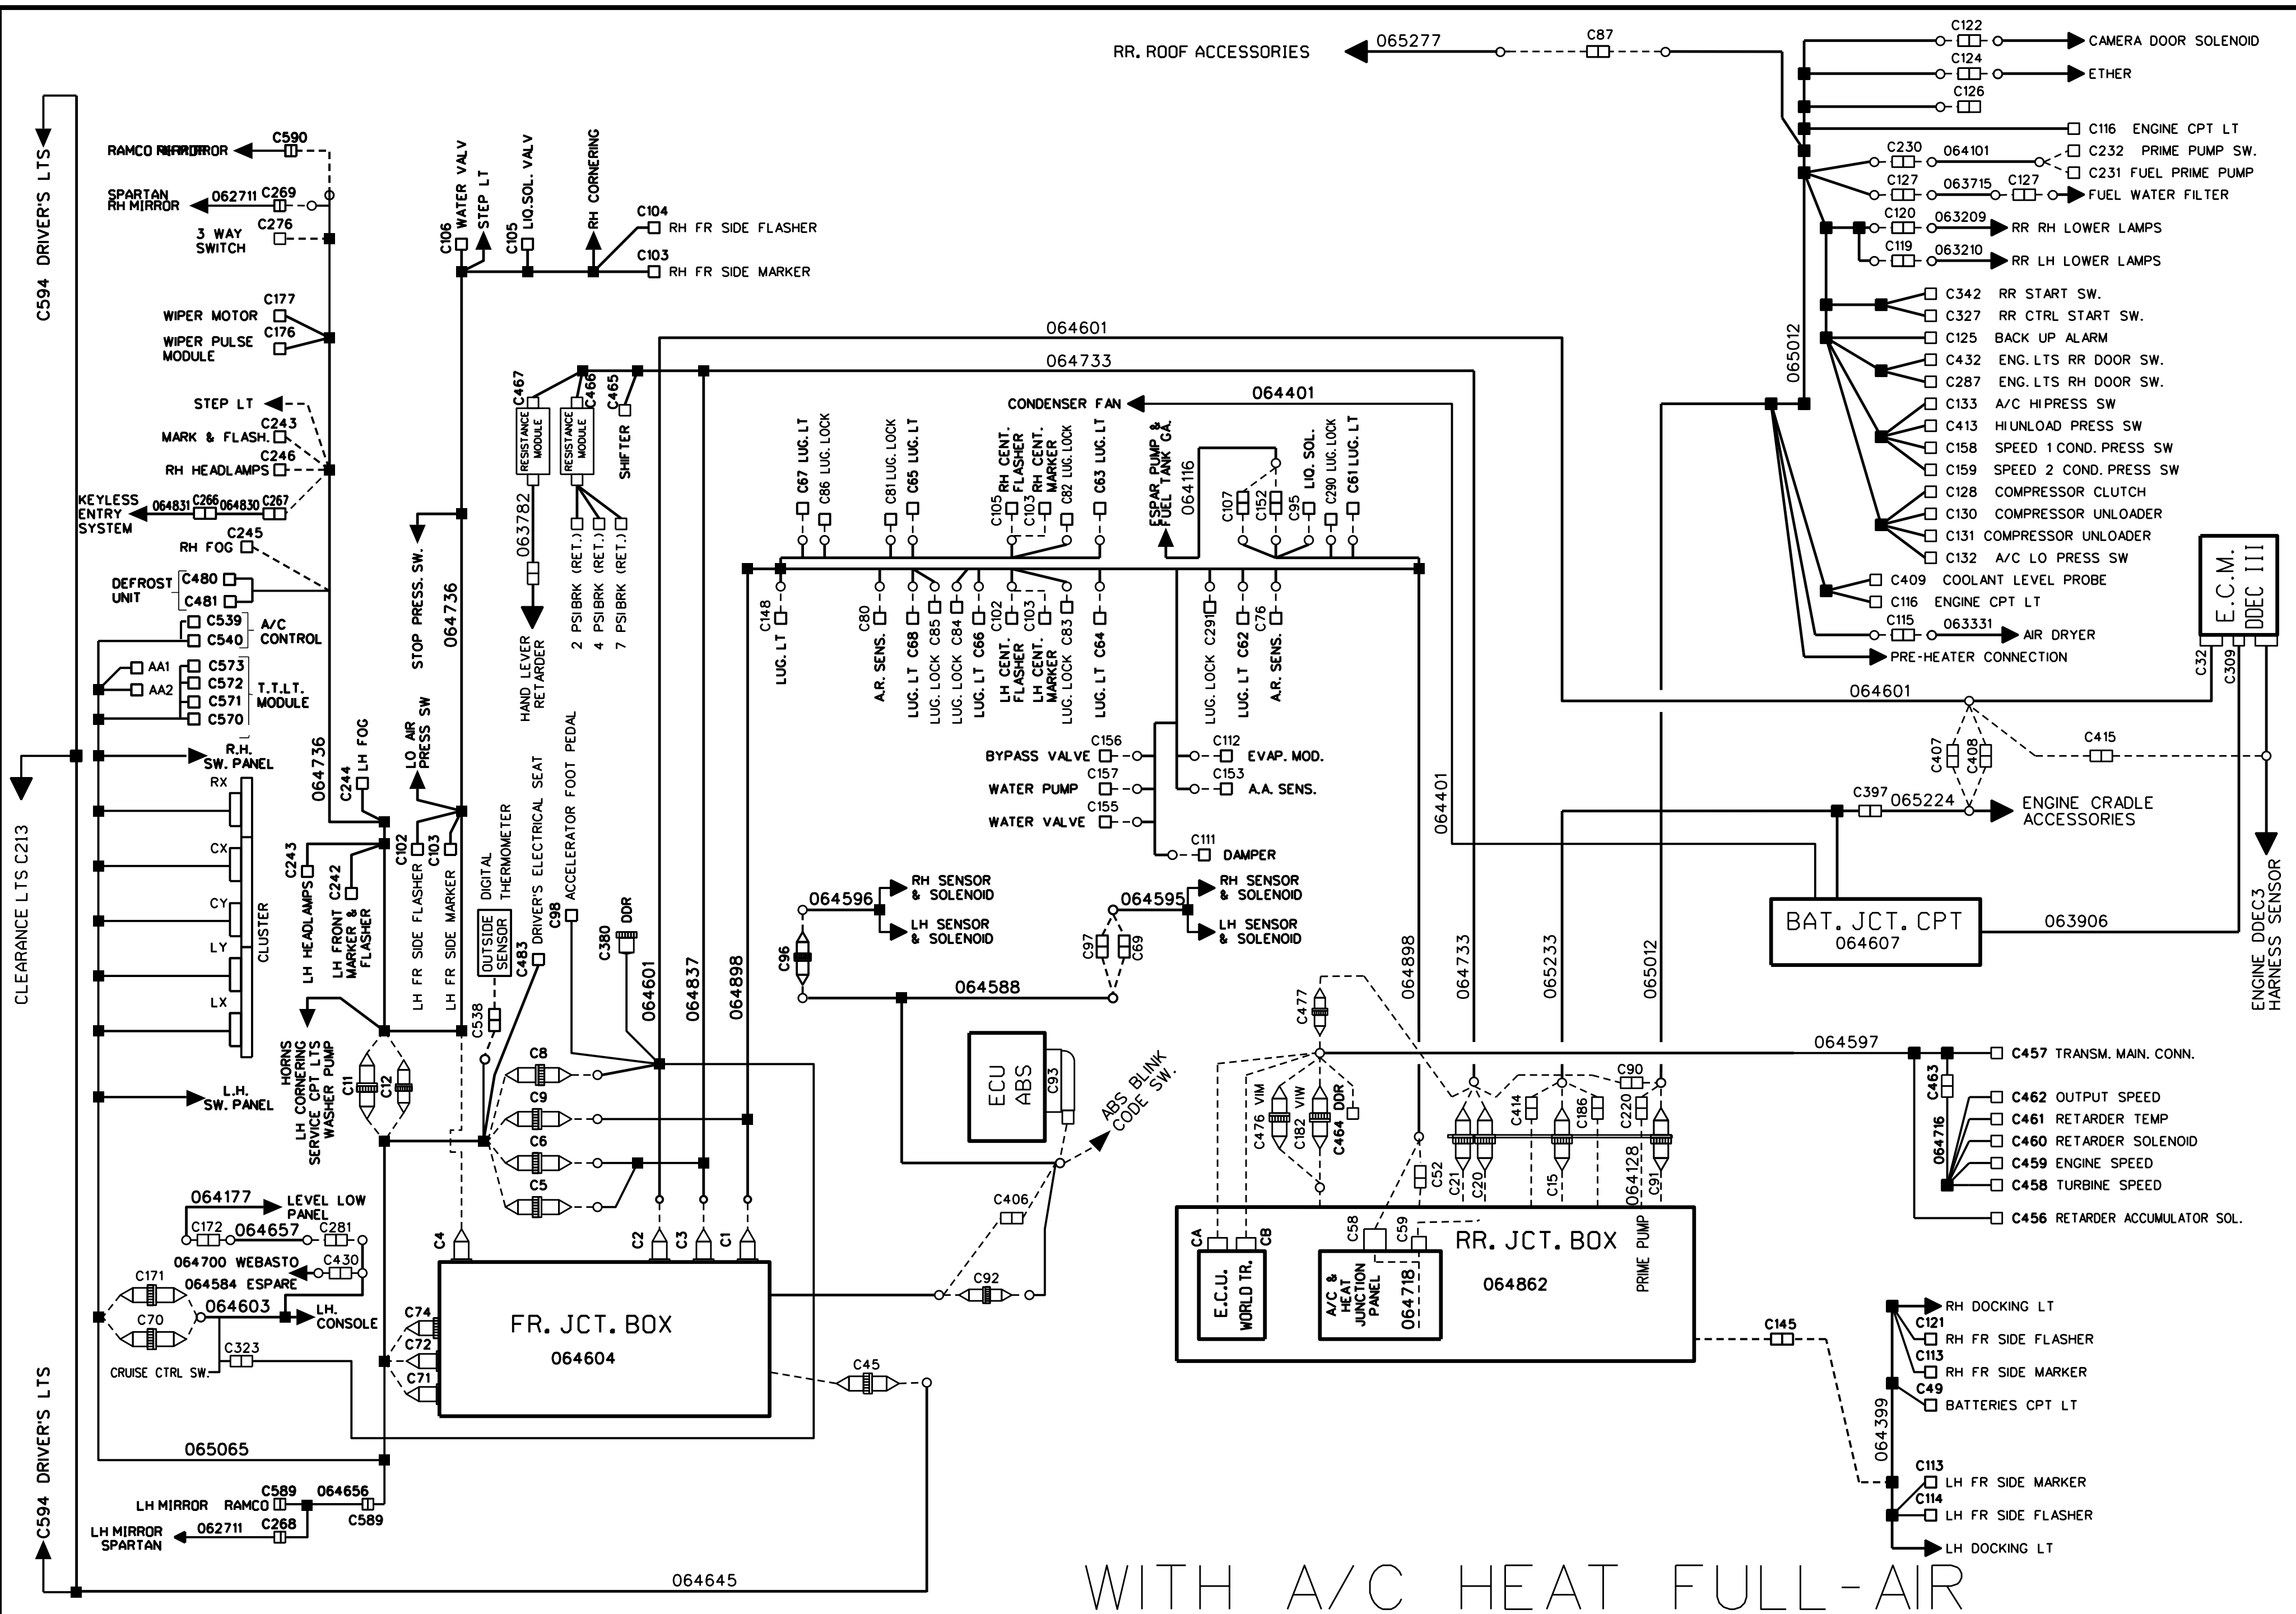 RR. ROOF ACCESSORIES
065277
C87
C122
CAMERA DOOR SOLENOID
C124
ETHER
C126
C116 ENGINE CPT LT
C230
064101
C232 PRIME PUMP SW.
C231 FUEL PRIME PUMP
C127
063715
C127
FUEL WATER FILTER
C120
063209
RR RH LOWER LAMPS
C119
063210
RR LH LOWER LAMPS
C342 RR START SW.
C327 RR CTRL START SW.
C125 BACK UP ALARM
C432 ENG. LTS RR DOOR SW.
C287 ENG. LTS RH DOOR SW.
C133 A/C HI PRESS SW
C413 HI UNLOAD PRESS SW
C158 SPEED 1 COND. PRESS SW
C159 SPEED 2 COND. PRESS SW
C128 COMPRESSOR CLUTCH
C130 COMPRESSOR UNLOADER
C131 COMPRESSOR UNLOADER
C132 A/C LO PRESS SW
C409 COOLANT LEVEL PROBE
C116 ENGINE CPT LT
C115
063331
AIR DRYER
PRE-HEATER CONNECTION
065012
E.C.M.
DDEC III
C32
C309
064601
C407
C408
C415
C397
065224
ENGINE CRADLE
ACCESSORIES
BAT. JCT. CPT
064607
063906
ENGINE DDEC3
HARNESS SENSOR
C594 DRIVER'S LTS
RAMCO
C590
SPARTAN
RH MIRROR
062711
C269
C276
3 WAY
SWITCH
C177
WIPER MOTOR
C176
WIPER PULSE
MODULE
STEP LT
C243
MARK & FLASH.
C246
RH HEADLAMPS
KEYLESS
ENTRY
SYSTEM
064831
C266
064830
C267
C245
RH FOG
DEFROST
UNIT
C480
C481
C539
C540
A/C
CONTROL
AA1
AA2
C573
C572
C571
C570
T.T.LT.
MODULE
R.H.
SW. PANEL
RX
CX
CY
LY
LX
CLUSTER
L.H.
SW. PANEL
CLEARANCE LTS C213
064736
C244
LH FOG
C243
LH HEADLAMPS
C242
LH FRONT
MARKER &
FLASHER
HORNS
LH CORNERING
SERVICE CPT LTS
WASHER PUMP
C11
C12
C106
WATER VALV
STEP LT
C105
LIQ.SOL. VALV
RH CORNERING
C104
RH FR SIDE FLASHER
C103
RH FR SIDE MARKER
STOP PRESS. SW.
064736
LO AIR
PRESS SW
C102
C103
LH FR SIDE FLASHER
LH FR SIDE MARKER
DIGITAL
THERMOMETER
OUTSIDE
SENSOR
C538
C483
DRIVER'S ELECTRICAL SEAT
C98
ACCELERATOR FOOT PEDAL
C380
DDR
C467
RESISTANCE
MODULE
C466
RESISTANCE
MODULE
C465
SHIFTER
063782
HAND LEVER
RETARDER
2 PSI BRK (RET.)
4 PSI BRK (RET.)
7 PSI BRK (RET.)
064601
064733
CONDENSER FAN
064401
064601
064837
064898
C67 LUG. LT
C86 LUG. LOCK
C81 LUG. LOCK
C65 LUG. LT
C105
RH CENT.
FLASHER
C103
RH CENT.
MARKER
C82 LUG. LOCK
C63 LUG. LT
ESPAR PUMP &
FUEL TANK GA.
064116
C107
C152
C95
LIQ. SOL.
C290 LUG. LOCK
C61 LUG. LT
C148
LUG. LT
C80
A.R. SENS.
LUG. LT C68
LUG. LOCK C85
LUG. LOCK C84
LUG. LT C66
C102
LH CENT.
FLASHER
C103
LH CENT.
MARKER
LUG. LOCK C83
LUG. LT C64
LUG. LOCK C291
LUG. LT C62
C76
A.R. SENS.
BYPASS VALVE
C156
C112
EVAP. MOD.
WATER PUMP
C157
C153
A.A. SENS.
WATER VALVE
C155
C111
DAMPER
064401
064596
RH SENSOR
& SOLENOID
LH SENSOR
& SOLENOID
C96
064595
RH SENSOR
& SOLENOID
LH SENSOR
& SOLENOID
C97
C69
064588
ECU
ABS
C93
ABS BLINK
CODE SW.
C406
C92
C8
C9
C6
C5
C4
C2
C3
C1
FR. JCT. BOX
064604
C74
C72
C71
C45
064177
LEVEL LOW
PANEL
C172
064657
C281
064700 WEBASTO
C430
064584 ESPARE
C171
C70
064603
LH.
CONSOLE
C323
CRUISE CTRL SW.
065065
LH MIRROR RAMCO
C589
064656
C589
LH MIRROR
SPARTAN
062711
C268
C594 DRIVER'S LTS
064645
064898
064733
065233
065012
C477
064597
C457 TRANSM. MAIN. CONN.
C463
064716
C462 OUTPUT SPEED
C461 RETARDER TEMP
C460 RETARDER SOLENOID
C459 ENGINE SPEED
C458 TURBINE SPEED
C456 RETARDER ACCUMULATOR SOL.
C476 VIM
C182 VIW
C464 DDR
C52
C21
C20
C414
C15
C186
C220
C90
064128
C91
PRIME PUMP
CA
CB
E.C.U.
WORLD TR.
C58
C59
A/C &
HEAT
JUNCTION
PANEL
064718
RR. JCT. BOX
064862
C145
064399
RH DOCKING LT
C121
RH FR SIDE FLASHER
C113
RH FR SIDE MARKER
C49
BATTERIES CPT LT
C113
LH FR SIDE MARKER
C114
LH FR SIDE FLASHER
LH DOCKING LT
WITH A/C HEAT FULL-AIR